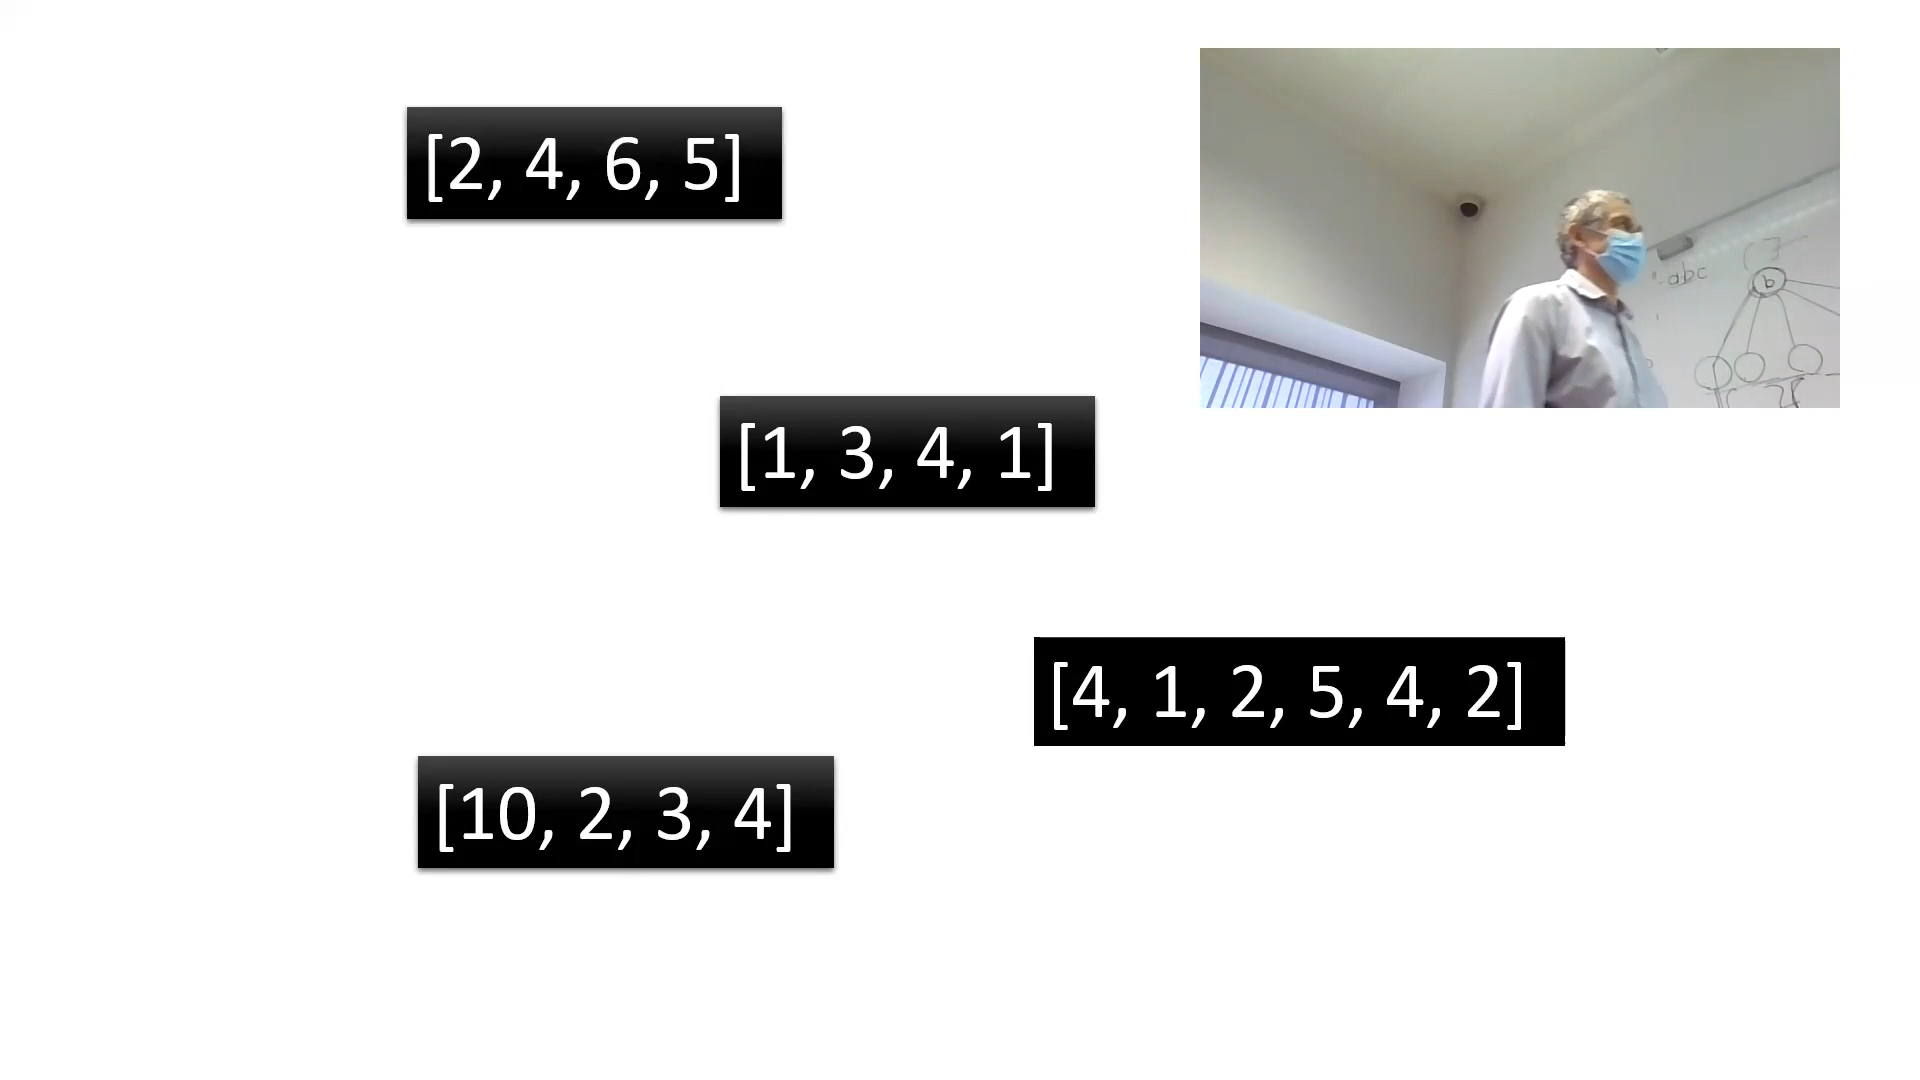 [2, 4, 6, 5]
abc
b
[1, 3, 4, 1]
[4, 1, 2, 5, 4, 2]
[10, 2, 3, 4]